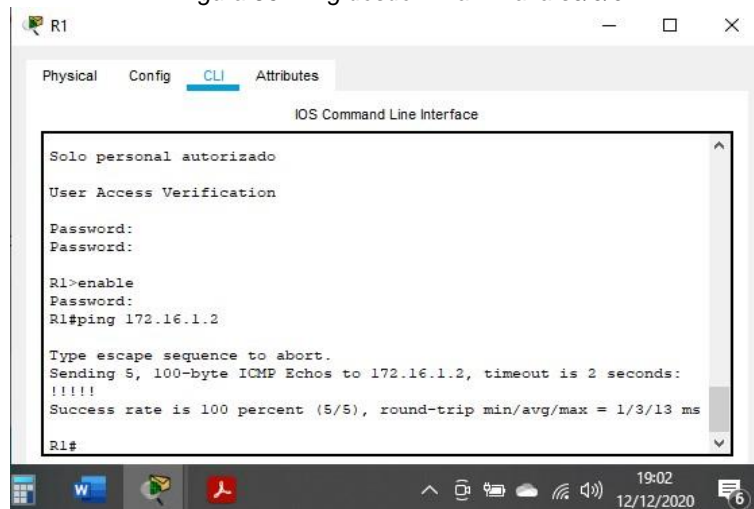 R1
Physical Config CLI Attributes
IOS Command Line Interface
Solo personal autorizado
User Access Verification
Password:
Password:
R1>enable
Password:
R1#ping 172.16.1.2
Type escape sequence to abort.
Sending 5, 100-byte ICMP Echos to 172.16.1.2, timeout is 2 seconds:
!!!!!
Success rate is 100 percent (5/5), round-trip min/avg/max = 1/3/13 ms
R1#
19:02
12/12/2020
6